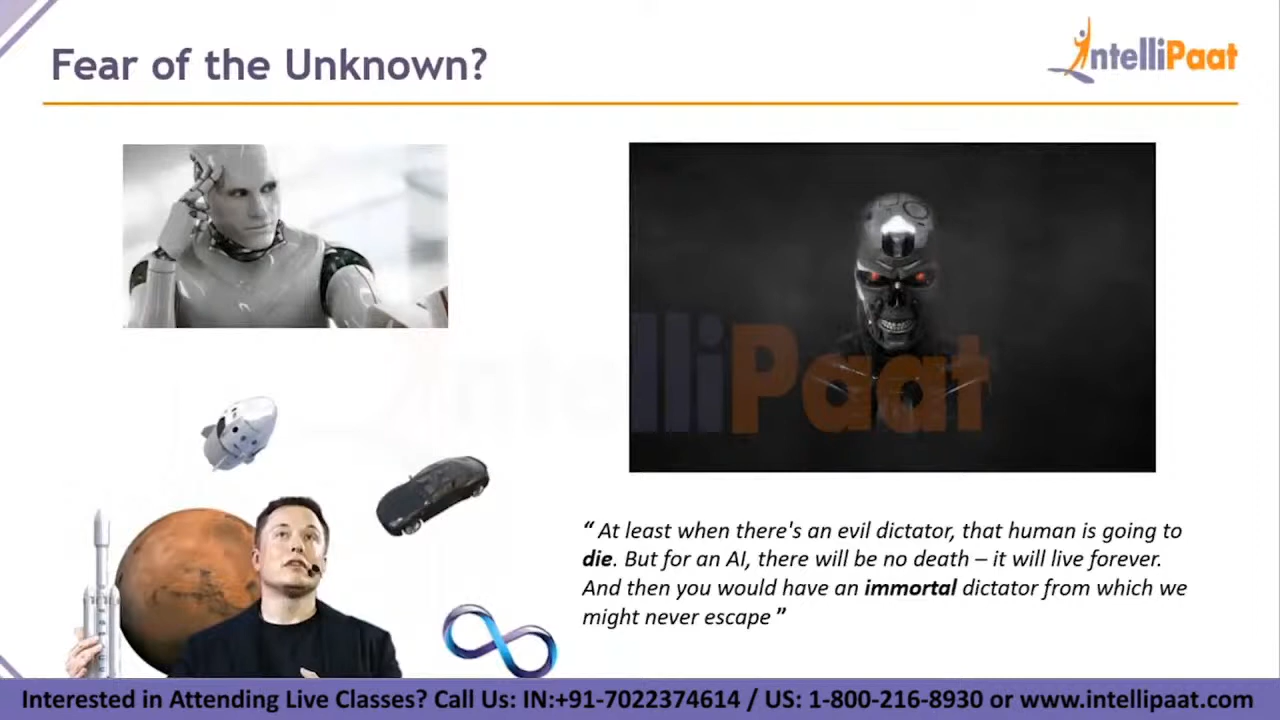 Fear of the Unknown?
IntelliPaat
IntelliPaat
“ At least when there's an evil dictator, that human is going to
die. But for an AI, there will be no death – it will live forever.
And then you would have an immortal dictator from which we
might never escape ”
Interested in Attending Live Classes? Call Us: IN:+91-7022374614 / US: 1-800-216-8930 or www.intellipaat.com